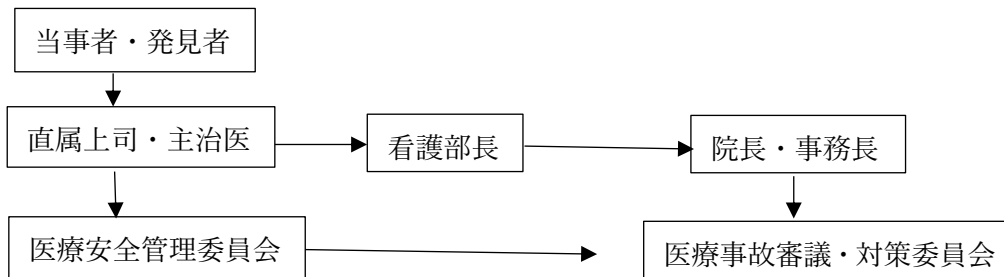 当事者・発見者
直属上司・主治医
看護部長
院長・事務長
医療安全管理委員会
医療事故審議・対策委員会